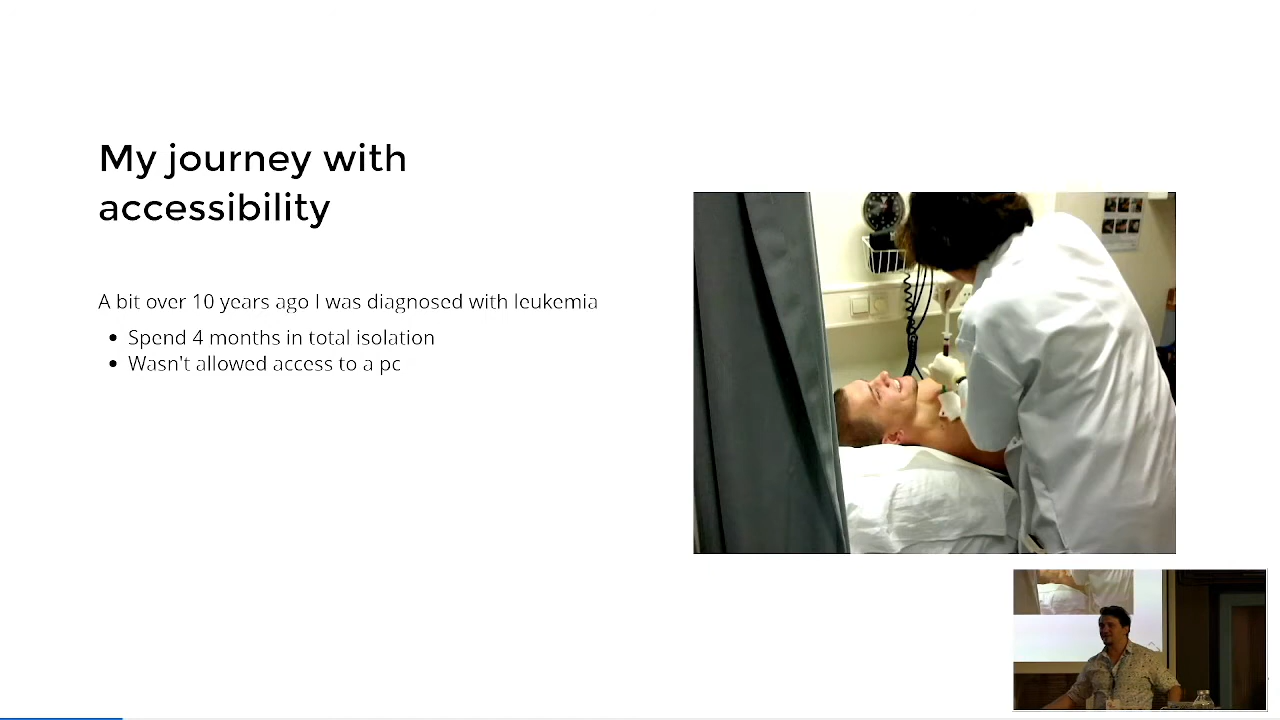 My journey with
accessibility
A bit over 10 years ago I was diagnosed with leukemia
Spend 4 months in total isolation
Wasn't allowed access to a pc